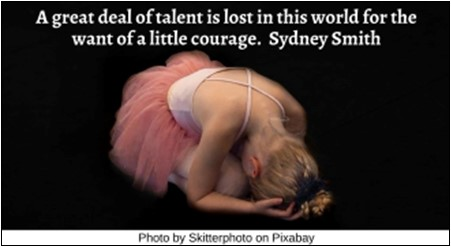 A great deal of talent is lost in this world for the
want of a little courage.  Sydney Smith
Photo by Skitterphoto on Pixabay